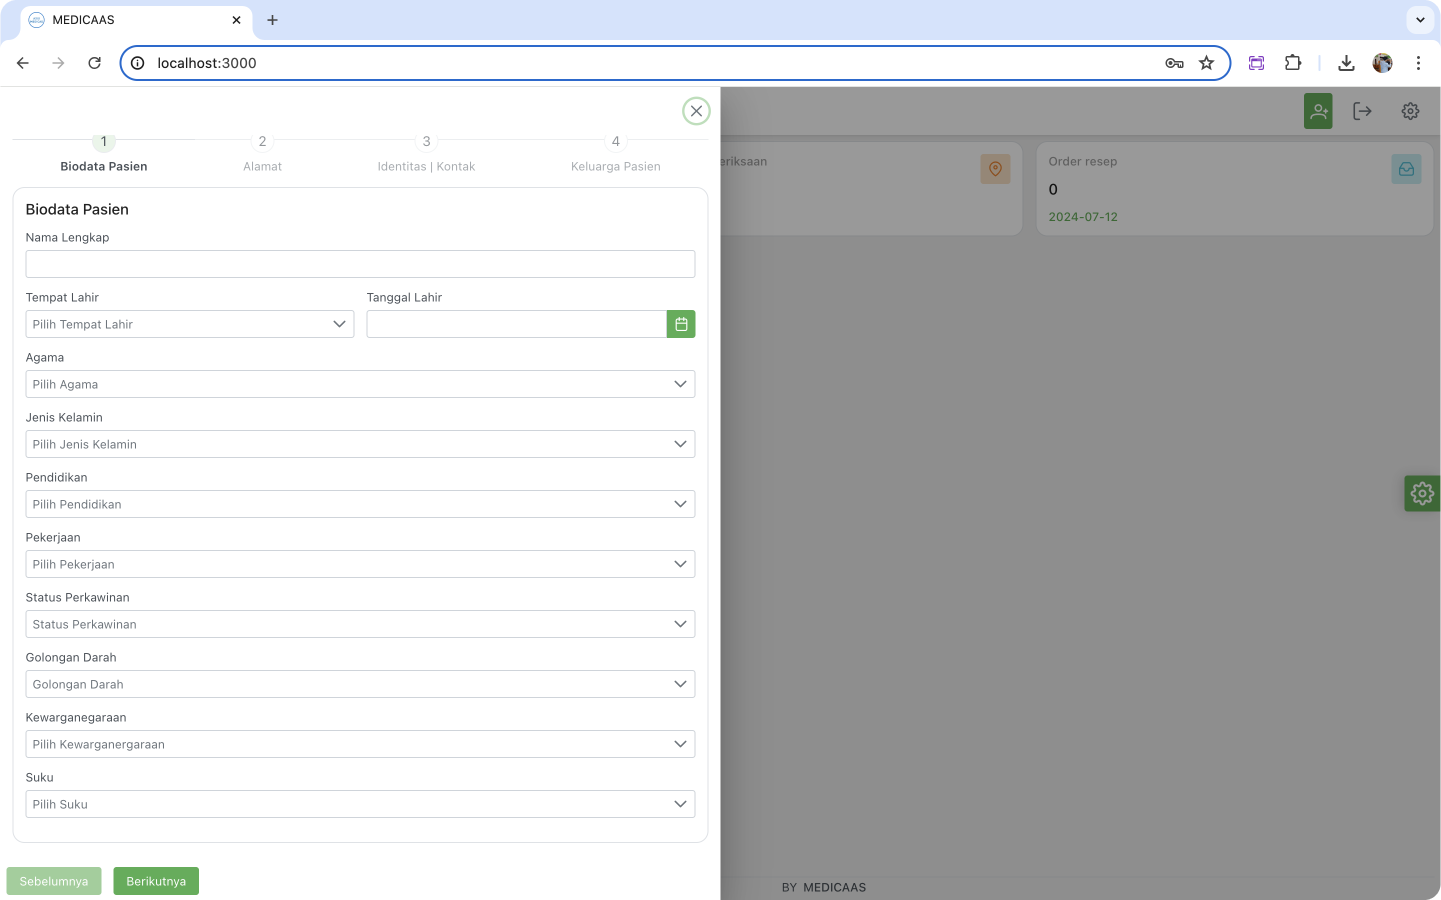 MEDICAAS
localhost:3000
1
Biodata Pasien
2
Alamat
3
Identitas | Kontak
4
Keluarga Pasien
Biodata Pasien
Nama Lengkap
Tempat Lahir
Pilih Tempat Lahir
Tanggal Lahir
Agama
Pilih Agama
Jenis Kelamin
Pilih Jenis Kelamin
Pendidikan
Pilih Pendidikan
Pekerjaan
Pilih Pekerjaan
Status Perkawinan
Status Perkawinan
Golongan Darah
Golongan Darah
Kewarganegaraan
Pilih Kewarganergaraan
Suku
Pilih Suku
Sebelumnya
Berikutnya
eriksaan
Order resep
0
2024-07-12
BY MEDICAAS